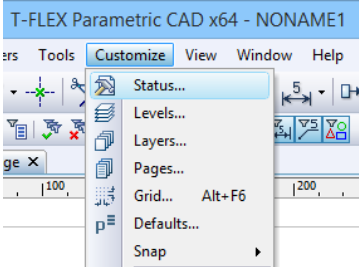 T-FLEX Parametric CAD x64 - NONAME1
ers Tools Customize View Window Help
Status...
5
Levels...
Layers...
ge X
Pages...
100
200
Grid... Alt+F6
Defaults...
Snap